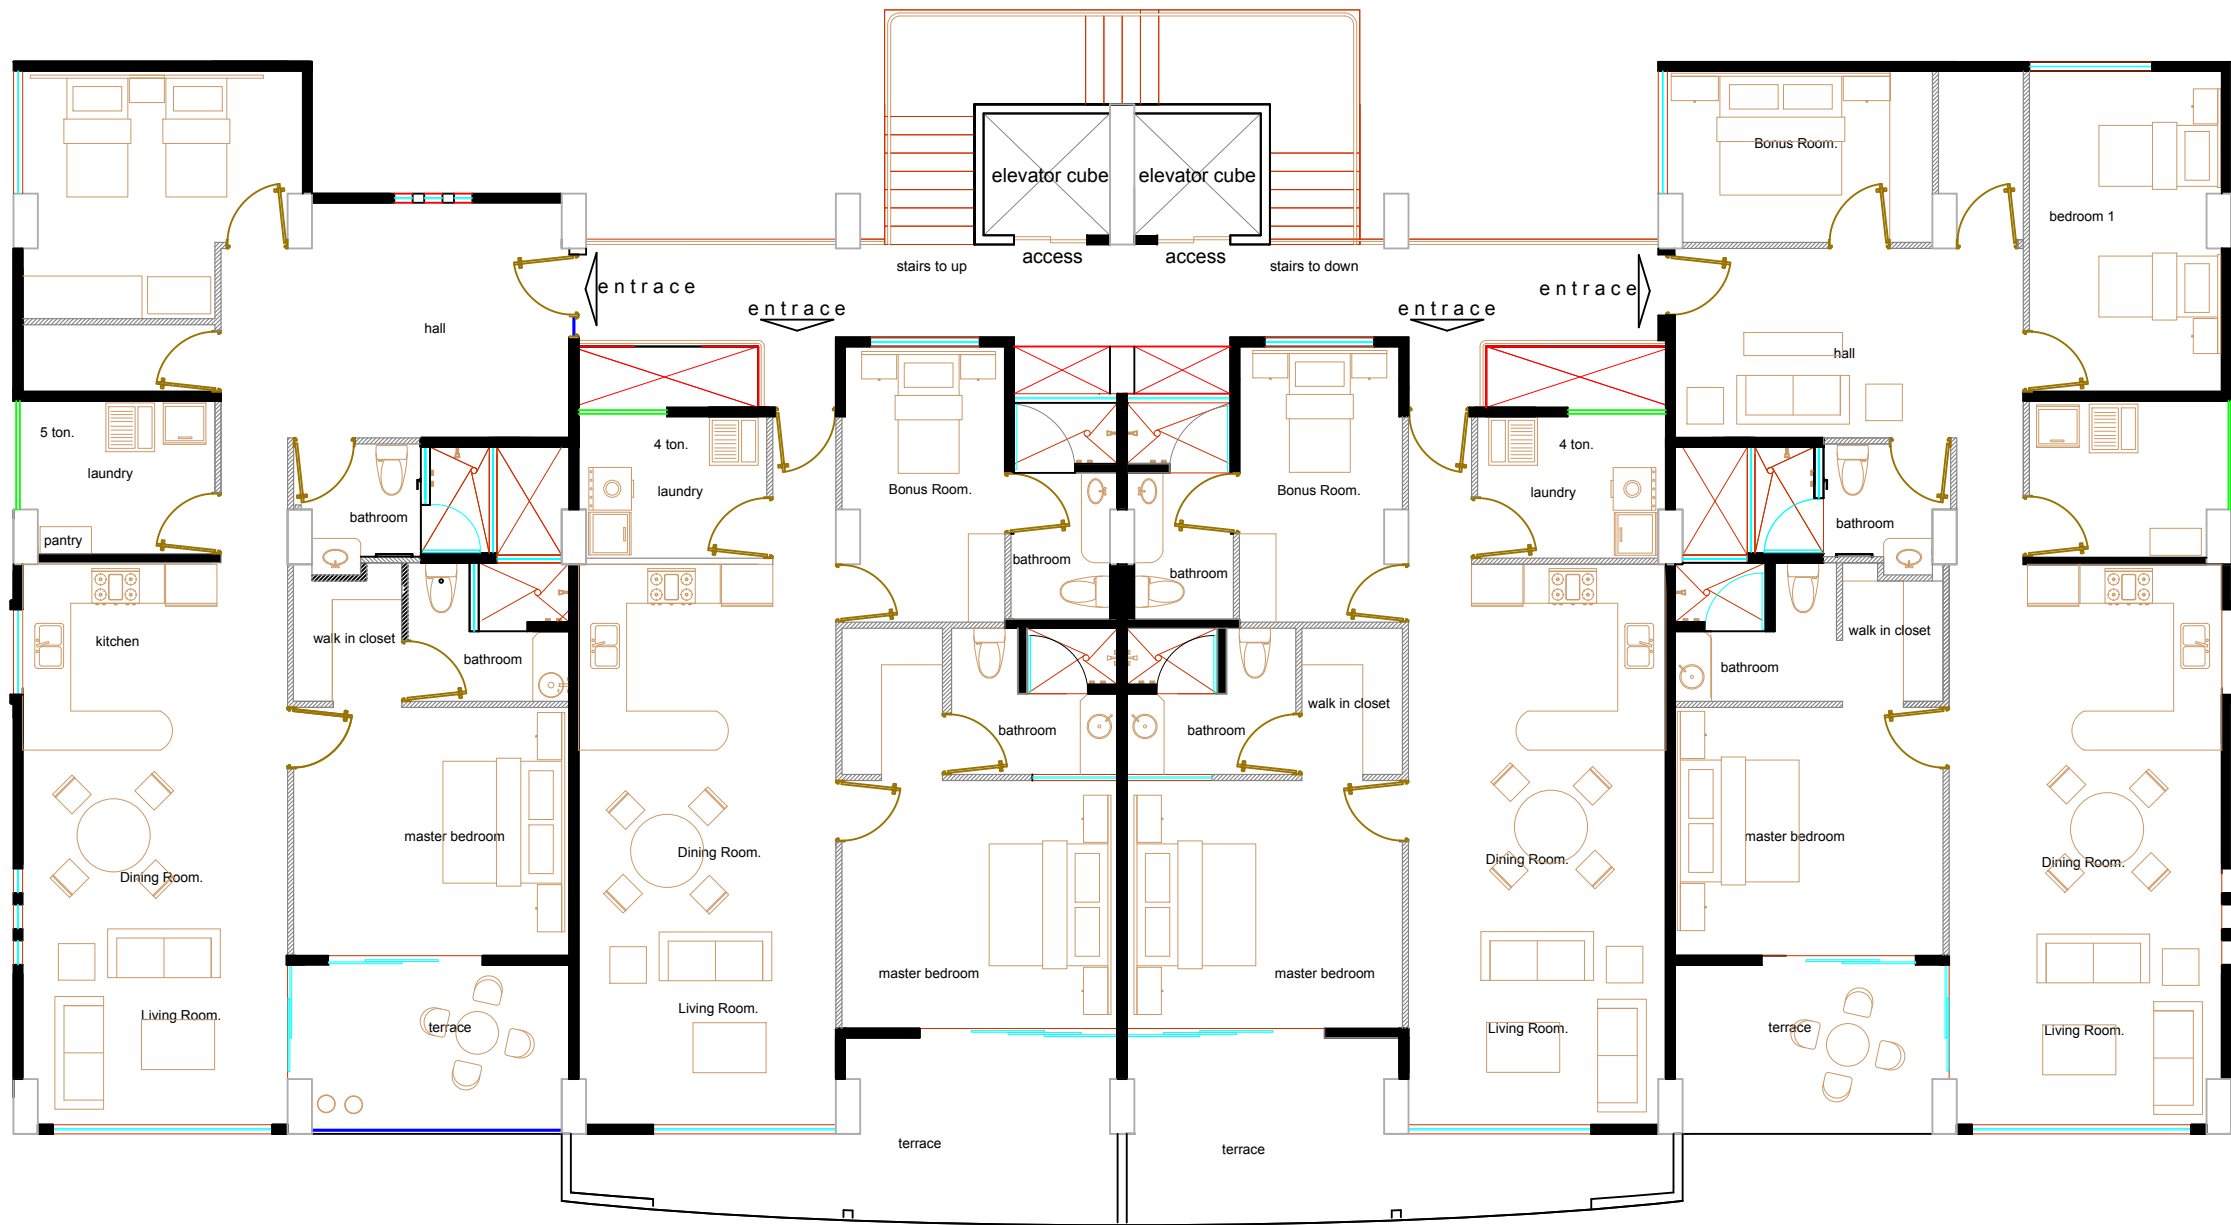 Bonus Room.
elevator cube
elevator cube
bedroom 1
access
access
stairs to up
stairs to down
entrace
entrace
entrace
entrace
hall
hall
5 ton.
laundry
pantry
bathroom
4 ton.
laundry
Bonus Room.
Bonus Room.
4 ton.
laundry
bathroom
bathroom
bathroom
kitchen
walk in closet
bathroom
walk in closet
bathroom
bathroom
bathroom
walk in closet
master bedroom
Dining Room.
Dining Room.
Dining Room.
master bedroom
Dining Room.
master bedroom
master bedroom
Living Room.
terrace
Living Room.
Living Room.
terrace
Living Room.
terrace
terrace